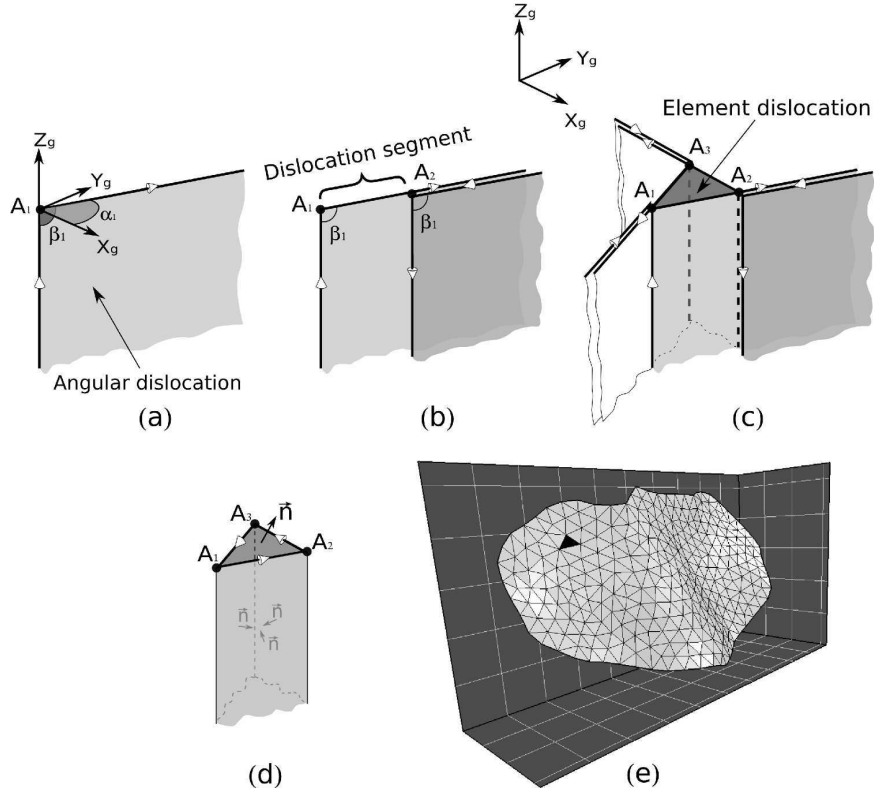 Zg
Yg
A1
α1
β1
Xg
Angular dislocation
(a)
Dislocation segment
A1
A2
β1
β1
(b)
Zg
Yg
Xg
Element dislocation
A3
A1
A2
(c)
A3
n⃗
A1
A2
n⃗
n⃗
n⃗
(d)
(e)